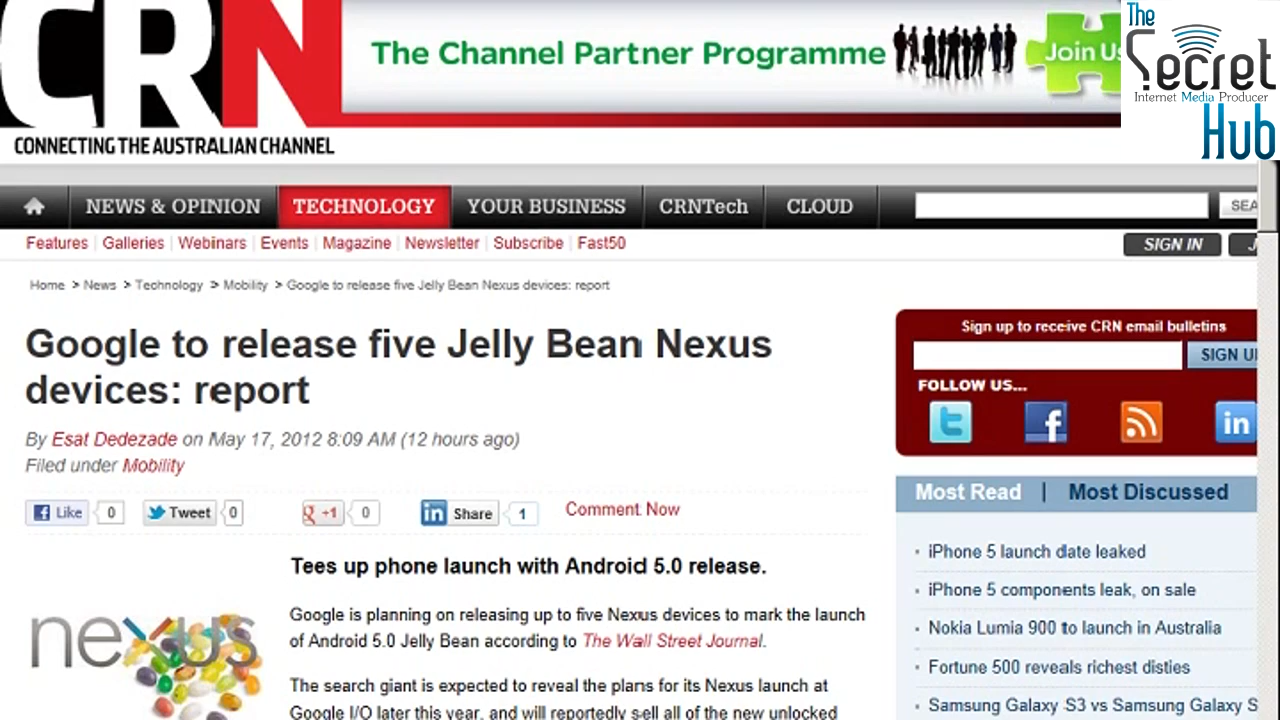 CRN
CONNECTING THE AUSTRALIAN CHANNEL
The Channel Partner Programme
Join Us
The
Secret
Internet Media Producer
Hub
NEWS & OPINION TECHNOLOGY YOUR BUSINESS CRNTech CLOUD SEA
Features | Galleries | Webinars | Events | Magazine | Newsletter | Subscribe | Fast50
SIGN IN J
Home > News > Technology > Mobility > Google to release five Jelly Bean Nexus devices: report
Google to release five Jelly Bean Nexus
devices: report
By Esat Dedezade on May 17, 2012 8:09 AM (12 hours ago)
Filed under Mobility
Like 0 Tweet 0 g +1 0 in Share 1 Comment Now
Tees up phone launch with Android 5.0 release.
nexus
Google is planning on releasing up to five Nexus devices to mark the launch
of Android 5.0 Jelly Bean according to The Wall Street Journal.
The search giant is expected to reveal the plans for its Nexus launch at
Google I/O later this year, and will reportedly sell all of the new unlocked
Sign up to receive CRN email bulletins
SIGN U
FOLLOW US...
Most Read | Most Discussed
iPhone 5 launch date leaked
iPhone 5 components leak, on sale
Nokia Lumia 900 to launch in Australia
Fortune 500 reveals richest disties
Samsung Galaxy S3 vs Samsung Galaxy S